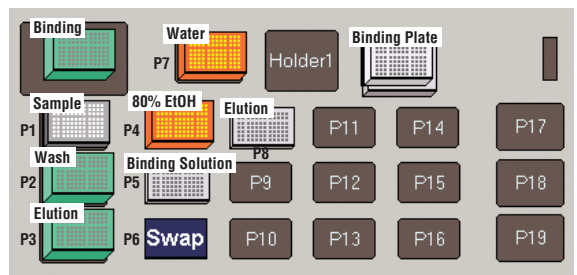 Binding
Water
P7
Holder1
Binding Plate
Sample
P1
80% EtOH
P4
Elution
P8
P11
P14
P17
Wash
P2
Binding Solution
P5
P9
P12
P15
P18
Elution
P3
P6
Swap
P10
P13
P16
P19